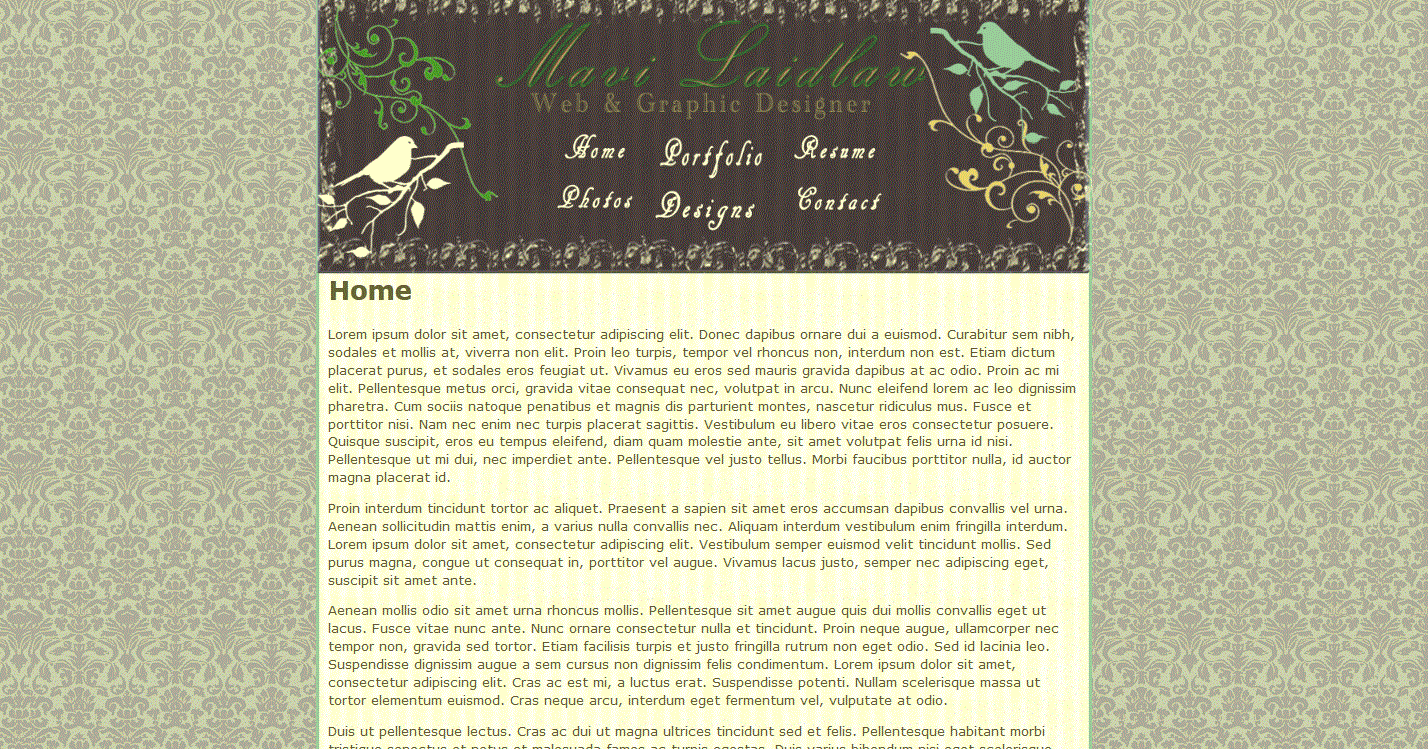 Mavi Laidlaw
Web & Graphic Designer
Home Portfolio Resume
Photos Designs Contact
Home
Lorem ipsum dolor sit amet, consectetur adipiscing elit. Donec dapibus ornare dui a euismod. Curabitur sem nibh,
sodales et mollis at, viverra non elit. Proin leo turpis, tempor vel rhoncus non, interdum non est. Etiam dictum
placerat purus, et sodales eros feugiat ut. Vivamus eu eros sed mauris gravida dapibus at ac odio. Proin ac mi
elit. Pellentesque metus orci, gravida vitae consequat nec, volutpat in arcu. Nunc eleifend lorem ac leo dignissim
pharetra. Cum sociis natoque penatibus et magnis dis parturient montes, nascetur ridiculus mus. Fusce et
porttitor nisi. Nam nec enim nec turpis placerat sagittis. Vestibulum eu libero vitae eros consectetur posuere.
Quisque suscipit, eros eu tempus eleifend, diam quam molestie ante, sit amet volutpat felis urna id nisi.
Pellentesque ut mi dui, nec imperdiet ante. Pellentesque vel justo tellus. Morbi faucibus porttitor nulla, id auctor
magna placerat id.
Proin interdum tincidunt tortor ac aliquet. Praesent a sapien sit amet eros accumsan dapibus convallis vel urna.
Aenean sollicitudin mattis enim, a varius nulla convallis nec. Aliquam interdum vestibulum enim fringilla interdum.
Lorem ipsum dolor sit amet, consectetur adipiscing elit. Vestibulum semper euismod velit tincidunt mollis. Sed
purus magna, congue ut consequat in, porttitor vel augue. Vivamus lacus justo, semper nec adipiscing eget,
suscipit sit amet ante.
Aenean mollis odio sit amet urna rhoncus mollis. Pellentesque sit amet augue quis dui mollis convallis eget ut
lacus. Fusce vitae nunc ante. Nunc ornare consectetur nulla et tincidunt. Proin neque augue, ullamcorper nec
tempor non, gravida sed tortor. Etiam facilisis turpis et justo fringilla rutrum non eget odio. Sed id lacinia leo.
Suspendisse dignissim augue a sem cursus non dignissim felis condimentum. Lorem ipsum dolor sit amet,
consectetur adipiscing elit. Cras ac est mi, a luctus erat. Suspendisse potenti. Nullam scelerisque massa ut
tortor elementum euismod. Cras neque arcu, interdum eget fermentum vel, vulputate at odio.
Duis ut pellentesque lectus. Cras ac dui ut magna ultrices tincidunt sed et felis. Pellentesque habitant morbi
tristique senectus et netus et malesuada fames ac turpis egestas. Duis varius bibendum nisi eget scelerisque